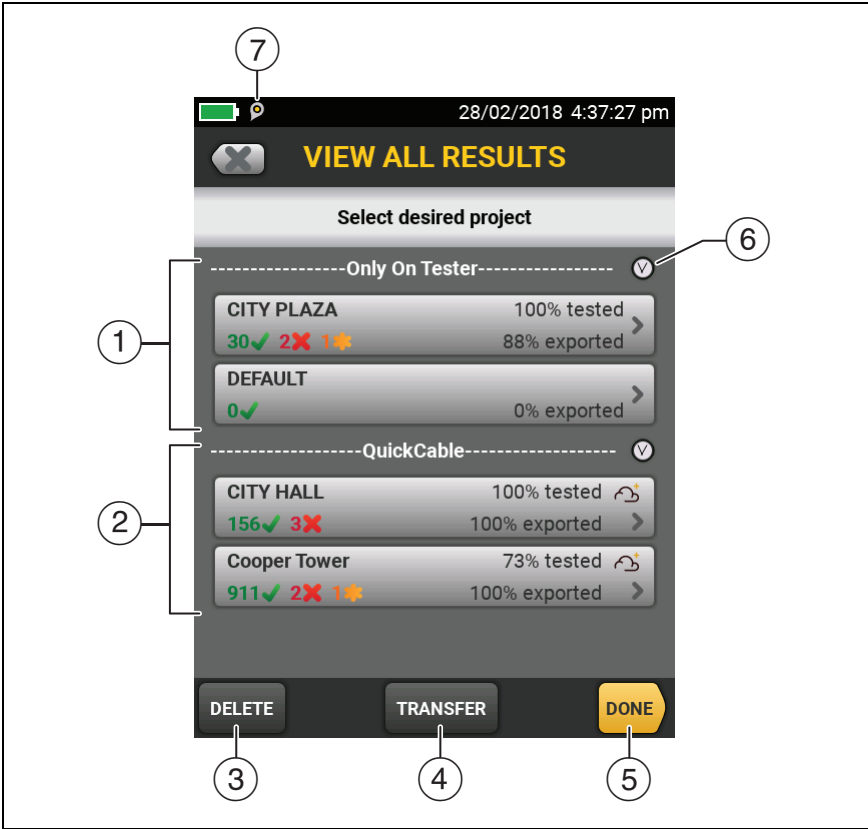 7
28/02/2018 4:37:27 pm
VIEW ALL RESULTS
Select desired project
6
-----------------Only On Tester-----------------
1
CITY PLAZA 100% tested
30 2 1 88% exported
DEFAULT
0 0% exported
-------------------QuickCable-------------------
2
CITY HALL 100% tested
156 3 100% exported
Cooper Tower 73% tested
911 2 1 100% exported
DELETE TRANSFER DONE
3 4 5